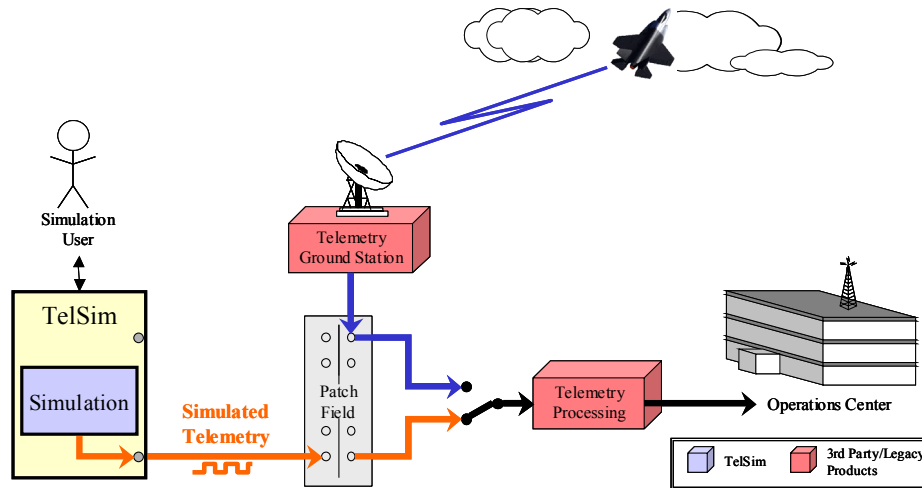 Simulation
User
Telemetry
Ground Station
TelSim
Simulation
Simulated
Telemetry
Patch
Field
Telemetry
Processing
Operations Center
TelSim
3rd Party/Legacy
Products